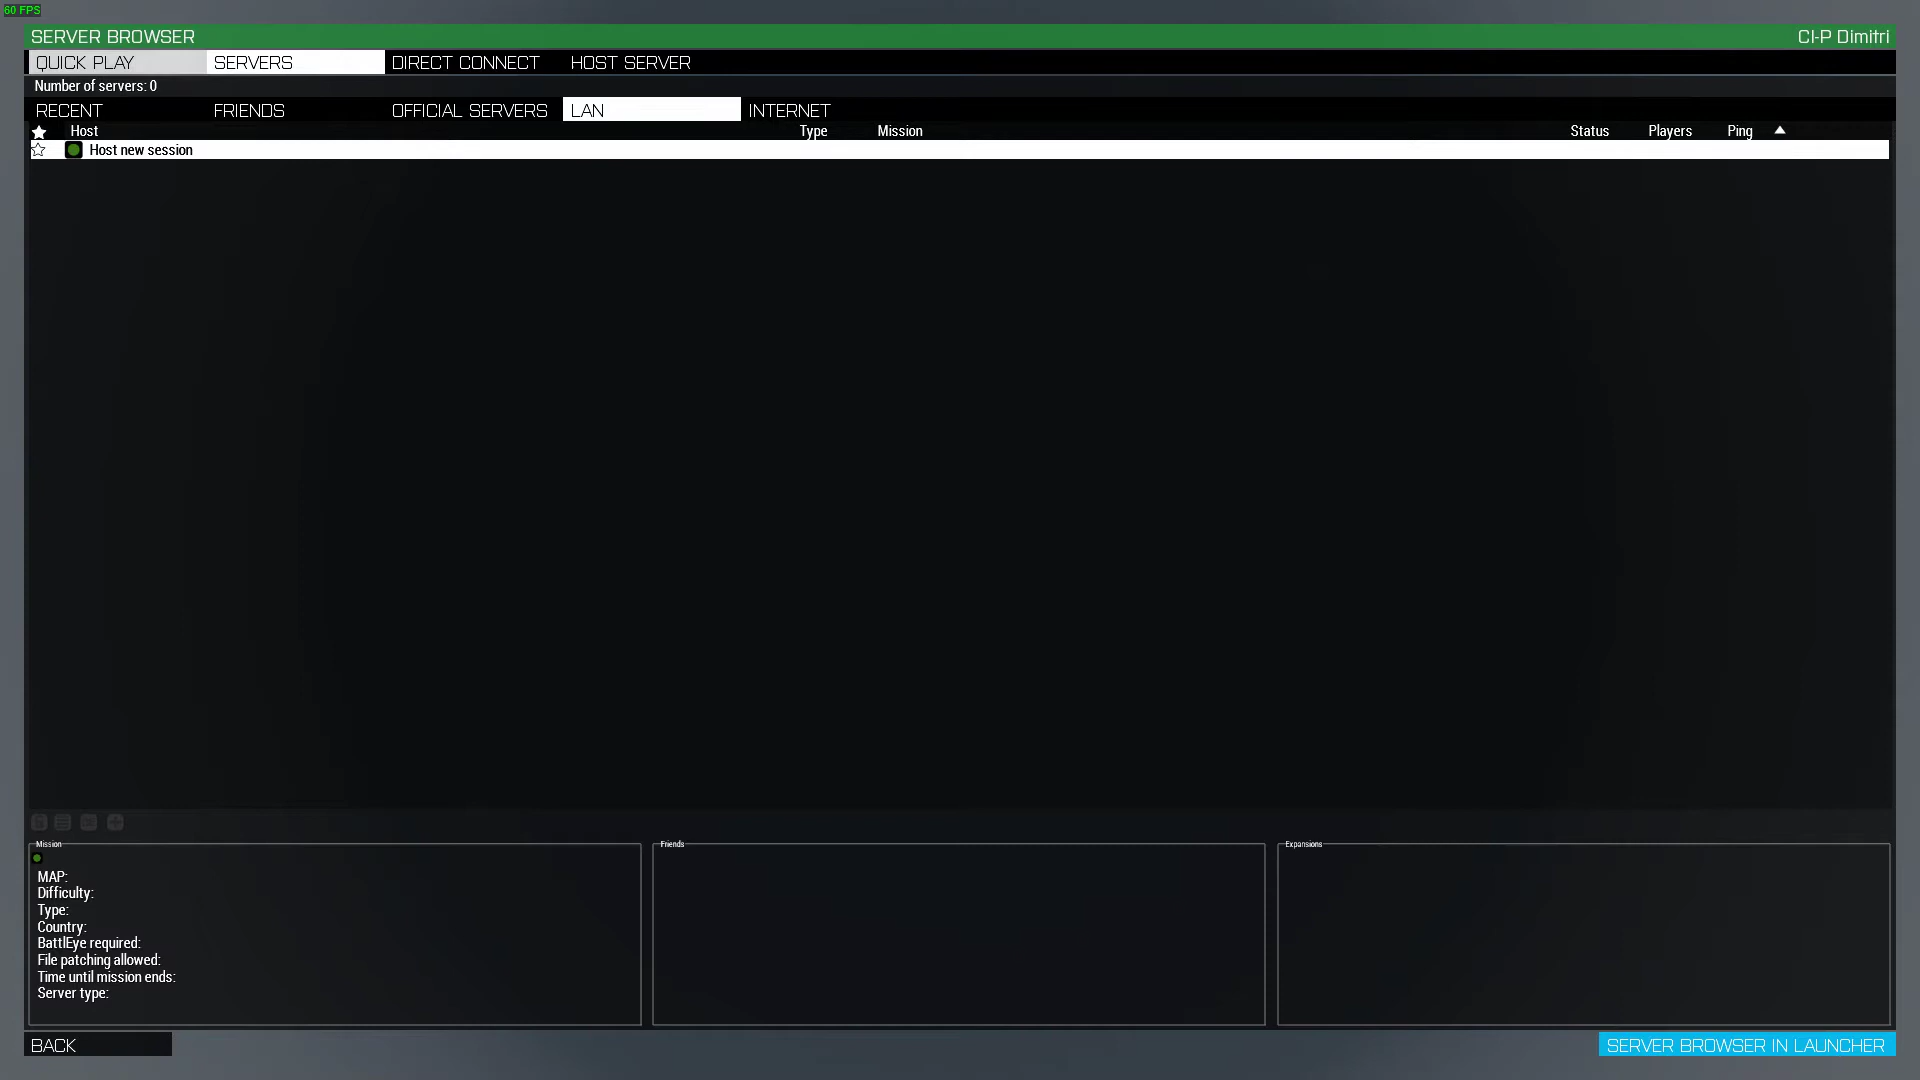 60 FPS
SERVER BROWSER
CI-P Dimitri
QUICK PLAY SERVERS DIRECT CONNECT HOST SERVER
Number of servers: 0
RECENT FRIENDS OFFICIAL SERVERS LAN INTERNET
Host Type Mission Status Players Ping
Host new session
Mission
MAP:
Difficulty:
Type:
Country:
BattlEye required:
File patching allowed:
Time until mission ends:
Server type:
Friends
Expansions
BACK
SERVER BROWSER IN LAUNCHER